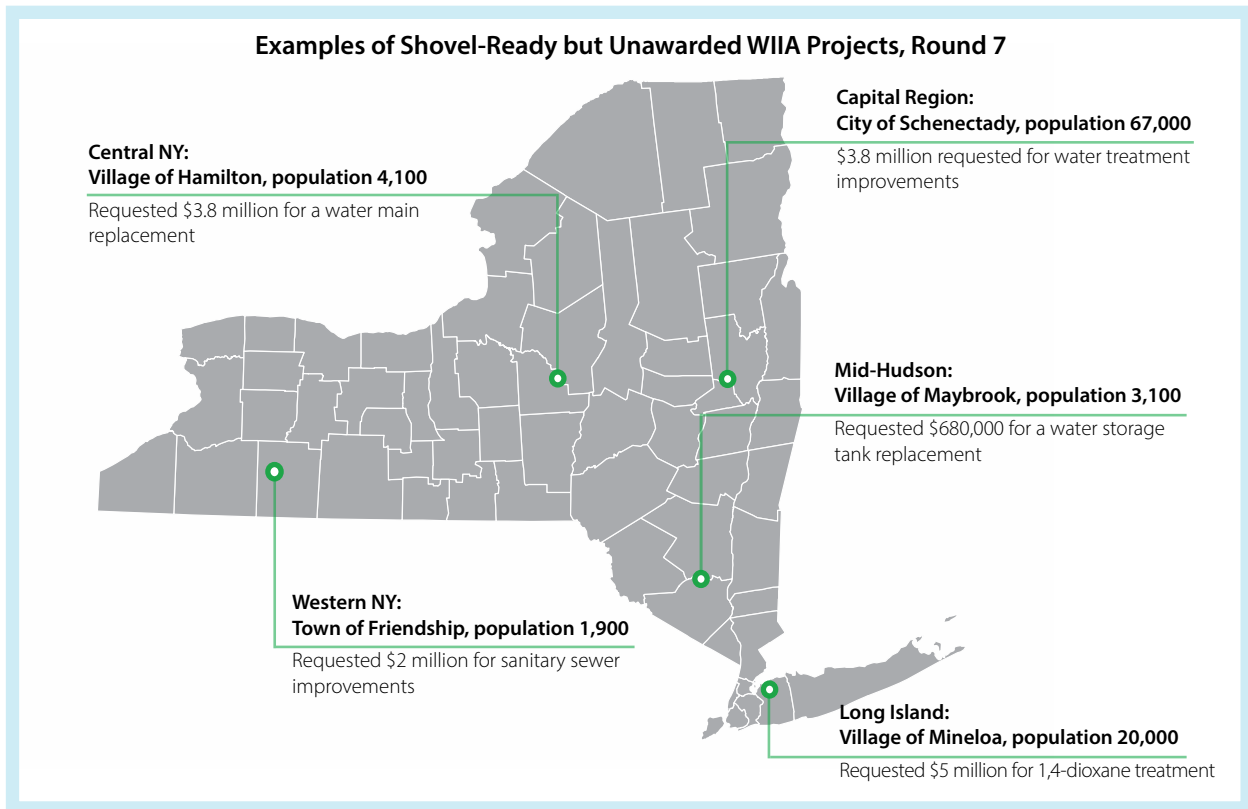 Examples of Shovel-Ready but Unawarded WIIA Projects, Round 7
Central NY:
Village of Hamilton, population 4,100
Requested $3.8 million for a water main
replacement
Capital Region:
City of Schenectady, population 67,000
$3.8 million requested for water treatment
improvements
Mid-Hudson:
Village of Maybrook, population 3,100
Requested $680,000 for a water storage
tank replacement
Western NY:
Town of Friendship, population 1,900
Requested $2 million for sanitary sewer
improvements
Long Island:
Village of Mineloa, population 20,000
Requested $5 million for 1,4-dioxane treatment